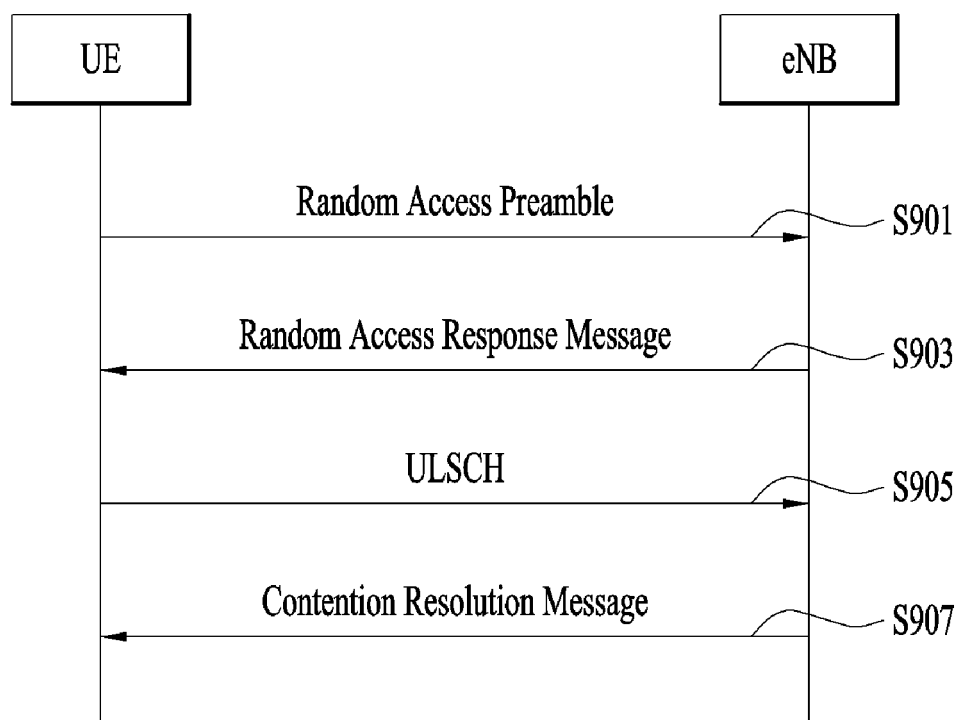 UE
eNB
Random Access Preamble
S901
Random Access Response Message
S903
ULSCH
S905
Contention Resolution Message
S907